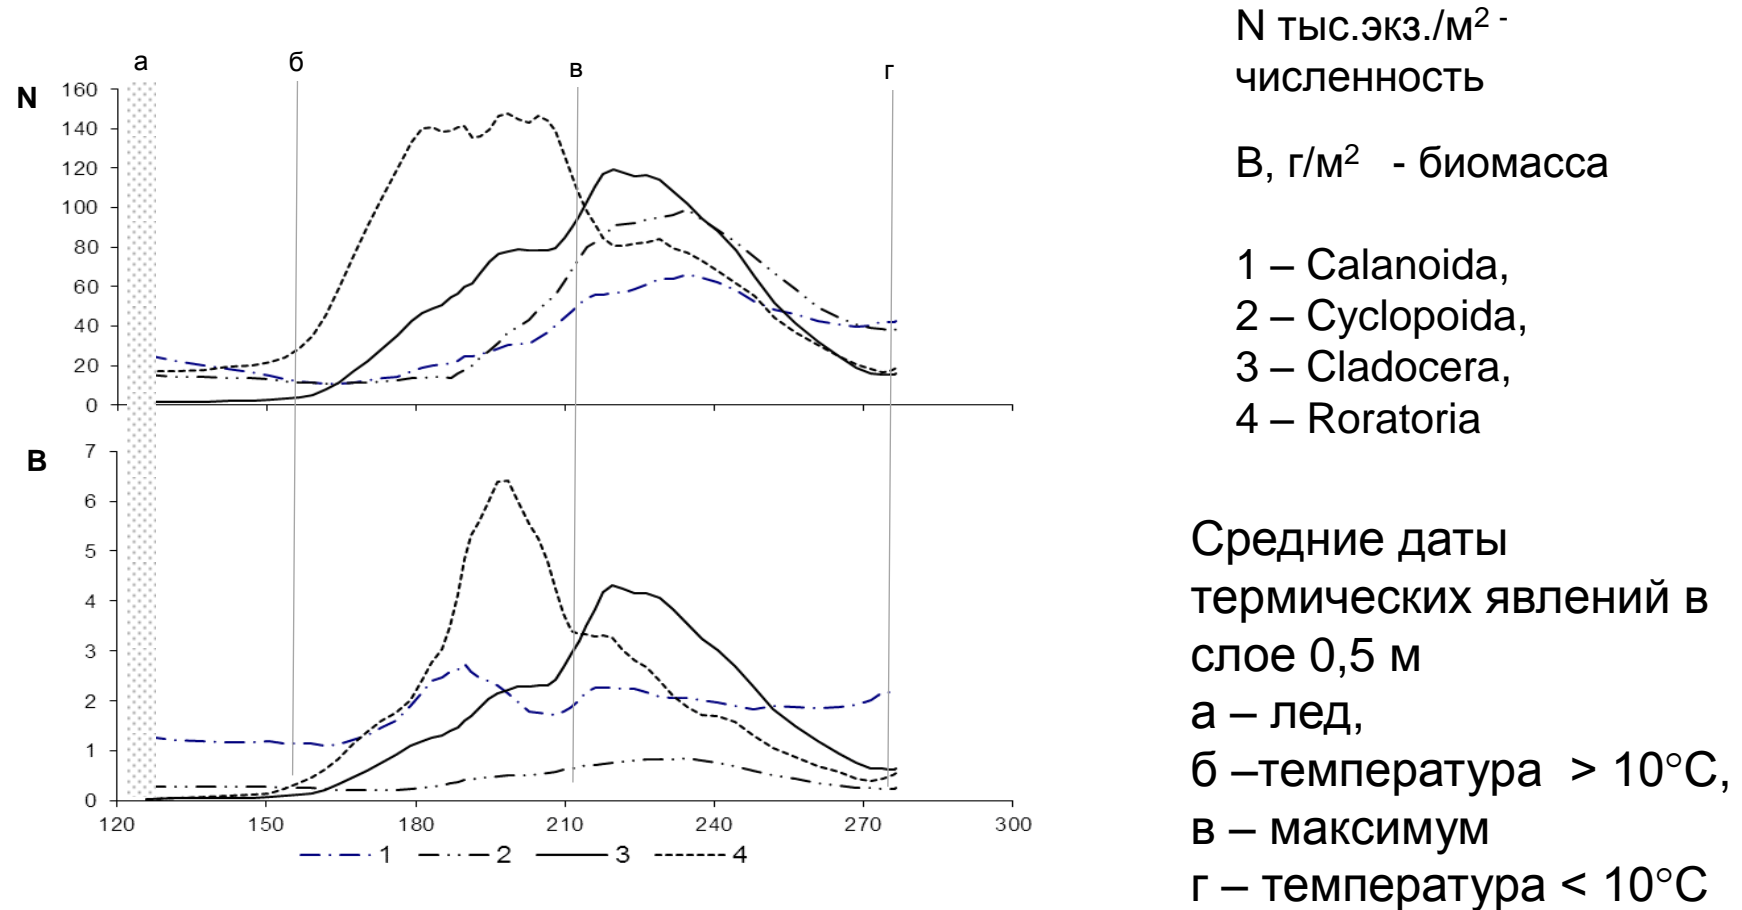 а
б
в
г
N
160
140
120
100
80
60
40
20
0
B
7
6
5
4
3
2
1
0
120 150 180 210 240 270 300
1 2 3 4
N тыс.экз./м² -
численность
B, г/м² - биомасса
1 – Calanoida,
2 – Cyclopoida,
3 – Cladocera,
4 – Roratoria
Средние даты
термических явлений в
слое 0,5 м
а – лед,
б –температура > 10°C,
в – максимум
г – температура < 10°C